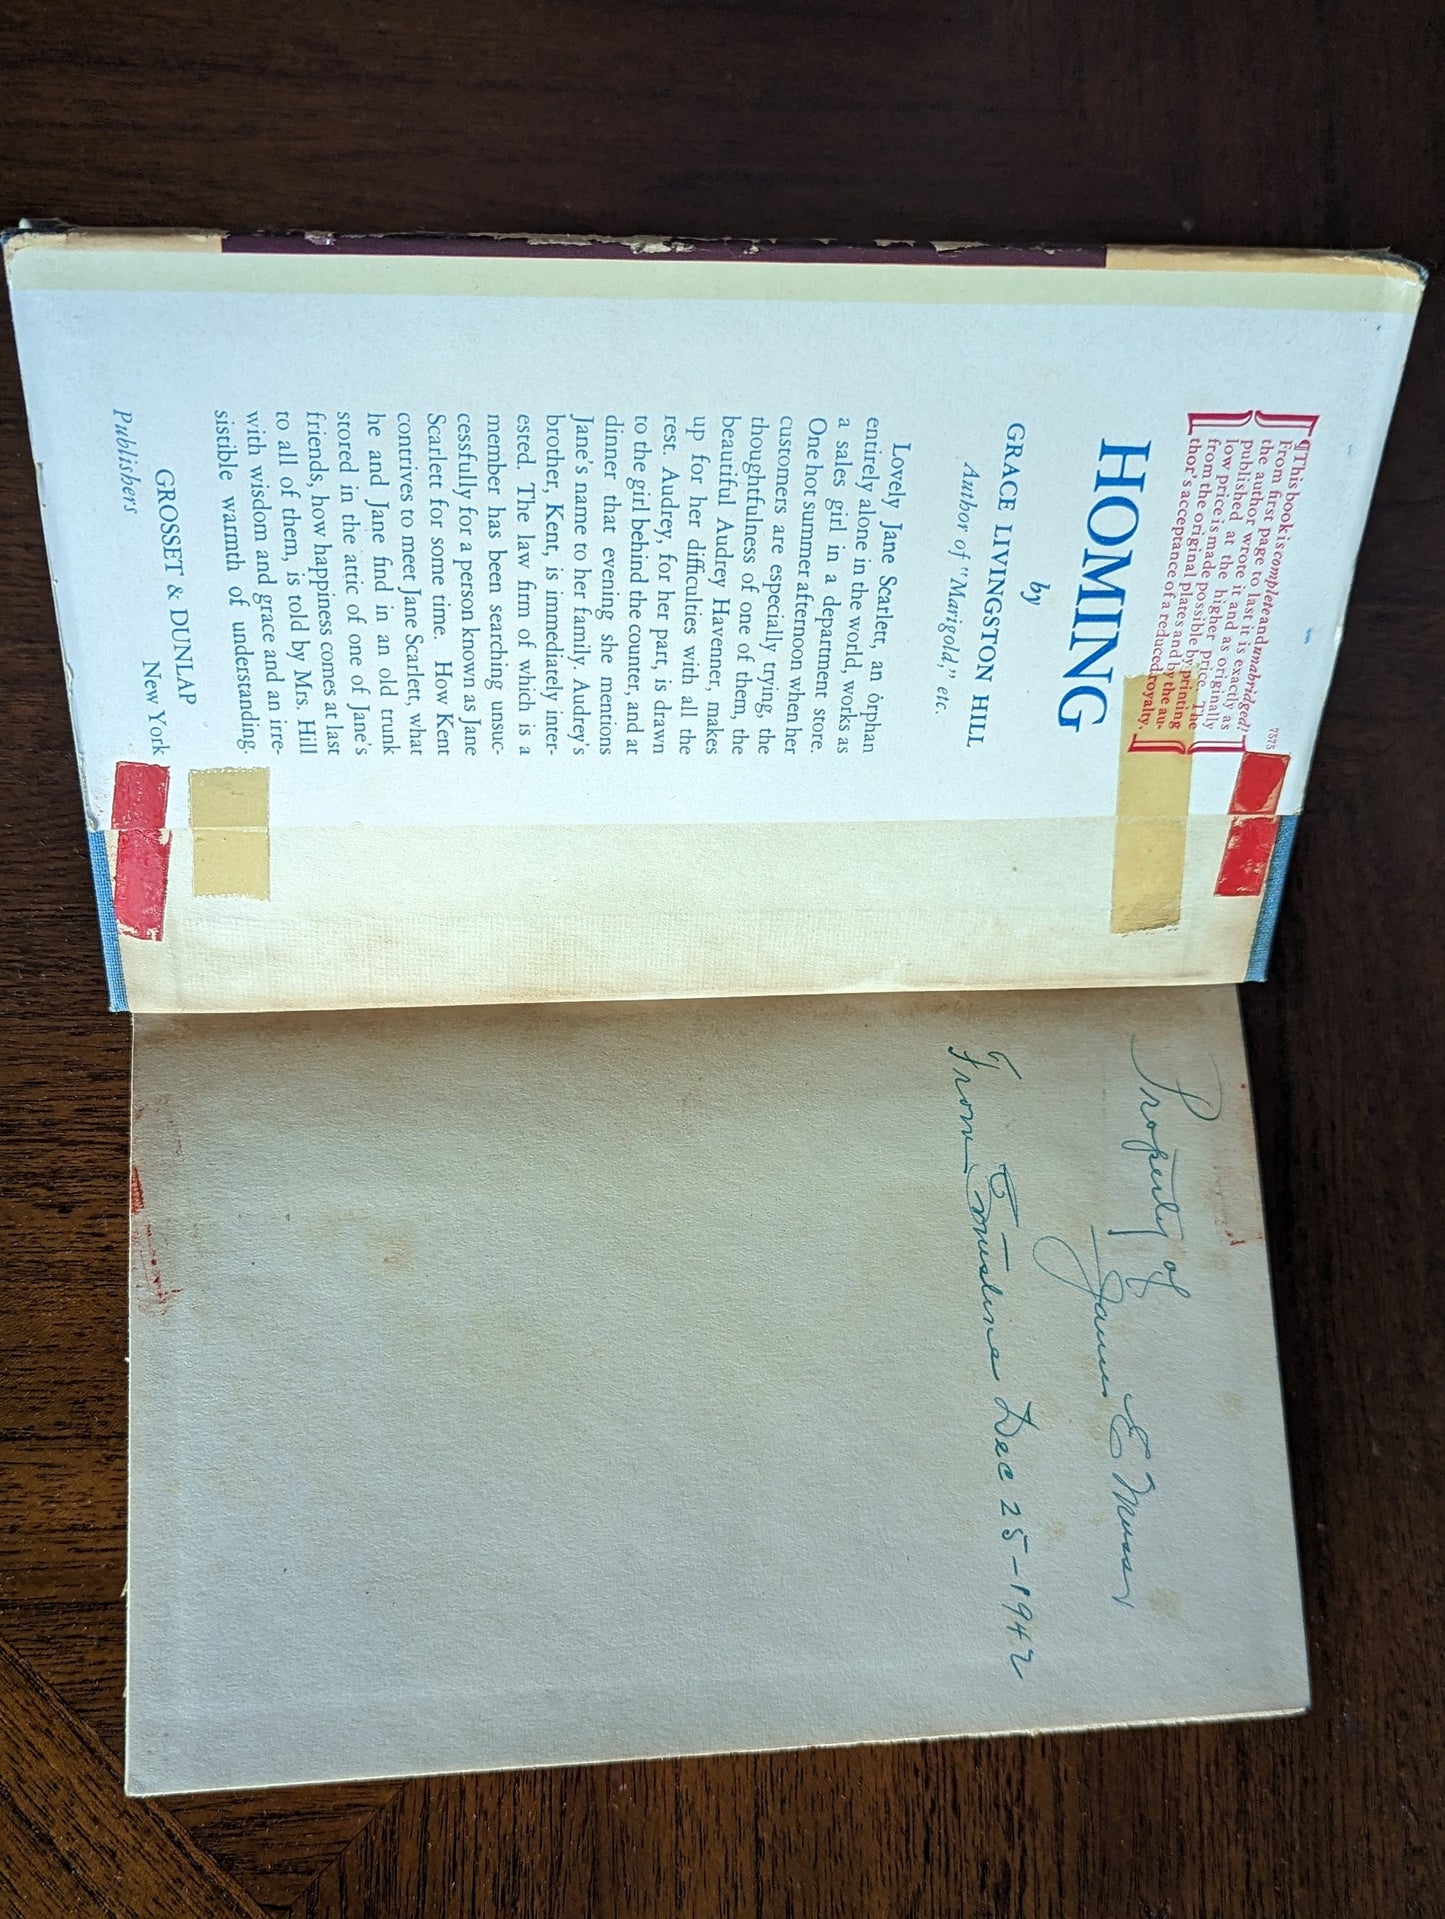 7575
¶This book is complete and unabridged!
From first page to last it is exactly as
the author wrote it and as originally
published at the higher price. The
low price is made possible by printing
from the original plates and by the au-
thor's acceptance of a reduced royalty.
HOMING
by
GRACE LIVINGSTON HILL
Author of "Marigold," etc.
Lovely Jane Scarlett, an orphan
entirely alone in the world, works as
a sales girl in a department store.
One hot summer afternoon when her
customers are especially trying, the
thoughtfulness of one of them, the
beautiful Audrey Havenner, makes
up for her difficulties with all the
rest. Audrey, for her part, is drawn
to the girl behind the counter, and at
dinner that evening she mentions
Jane's name to her family. Audrey's
brother, Kent, is immediately inter-
ested. The law firm of which is a
member has been searching unsuc-
cessfully for a person known as Jane
Scarlett for some time. How Kent
contrives to meet Jane Scarlett, what
he and Jane find in an old trunk
stored in the attic of one of Jane's
friends, how happiness comes at last
to all of them, is told by Mrs. Hill
with wisdom and grace and an irre-
sistible warmth of understanding.
GROSSET & DUNLAP
Publishers New York
Property of
E
From Emaline Dec 25-1942